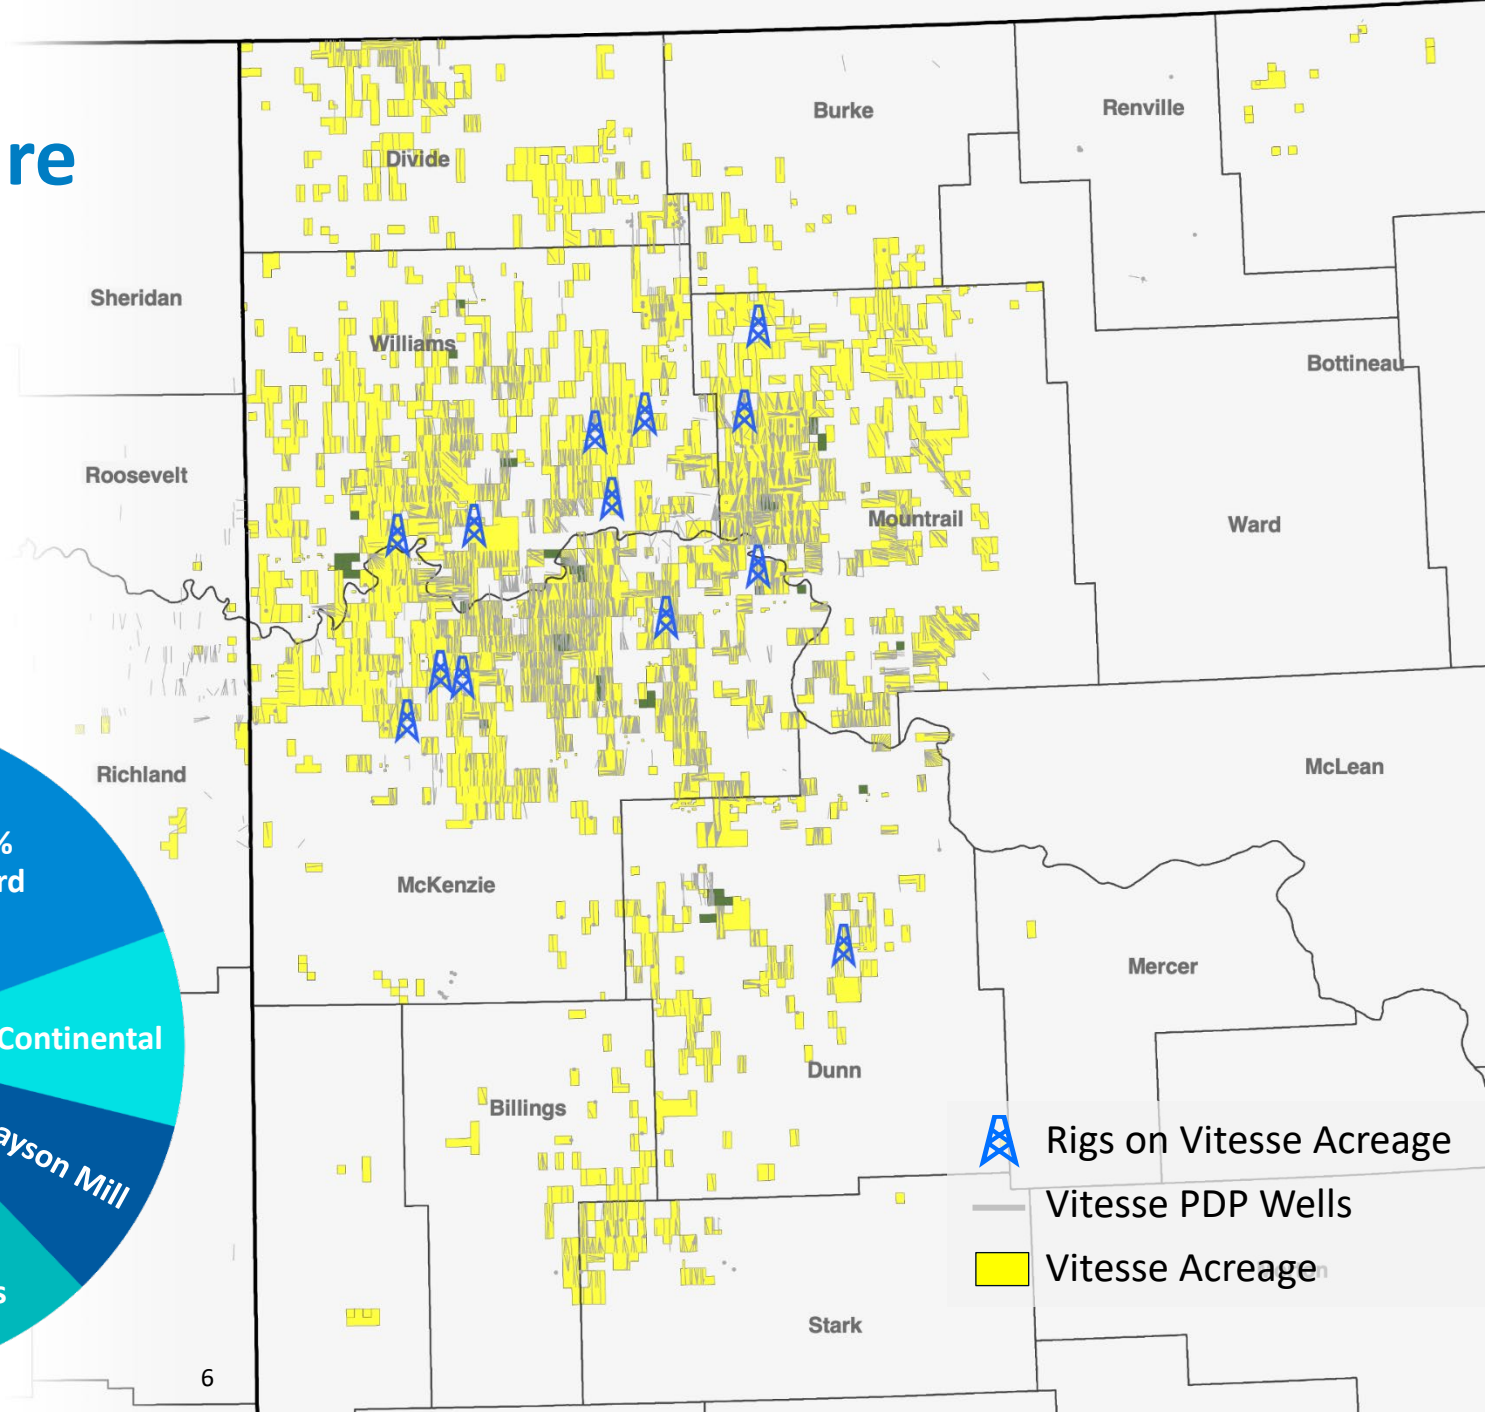 re
Burke
Renville
Divide
Sheridan
Williams
Bottineau
Roosevelt
Mountrail
Ward
Richland
McLean
%
rd
McKenzie
Mercer
Continental
Dunn
Billings
ayson Mill
Rigs on Vitesse Acreage
Vitesse PDP Wells
Vitesse Acreage
s
Stark
6